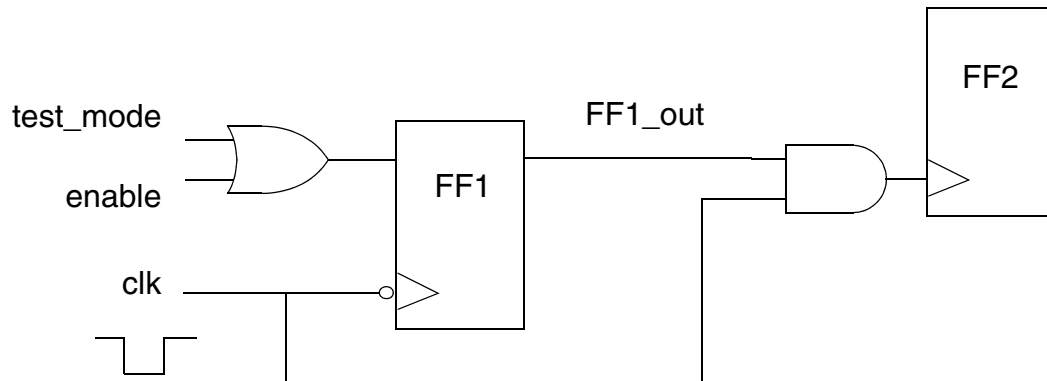 FF2
test_mode
FF1_out
FF1
enable
clk